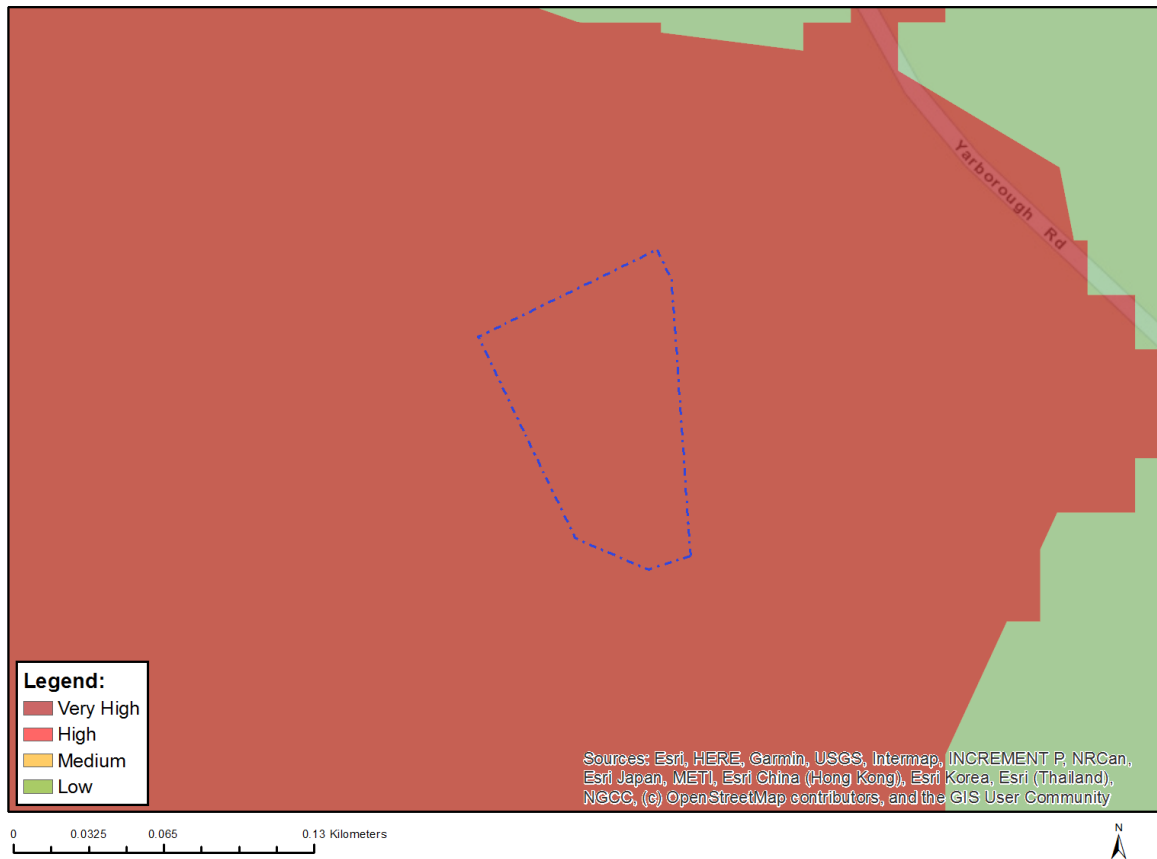 Yarborough Rd
Legend:
Very High
High
Medium
Low
Sources: Esri, HERE, Garmin, USGS, Intermap, INCREMENT P, NRCan,
Esri Japan, METI, Esri China (Hong Kong), Esri Korea, Esri (Thailand),
NGCC, (c) OpenStreetMap contributors, and the GIS User Community
0 0.0325 0.065 0.13 Kilometers
N